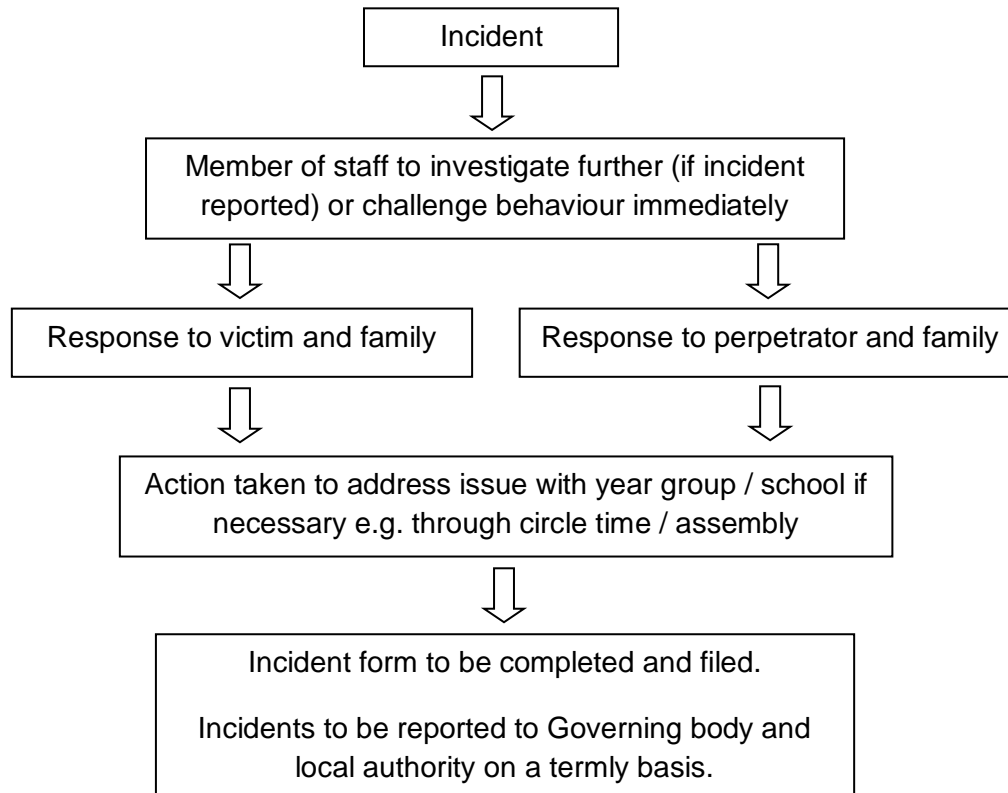 Incident
Member of staff to investigate further (if incident
reported) or challenge behaviour immediately
Response to victim and family
Response to perpetrator and family
Action taken to address issue with year group / school if
necessary e.g. through circle time / assembly
Incident form to be completed and filed.
Incidents to be reported to Governing body and
local authority on a termly basis.